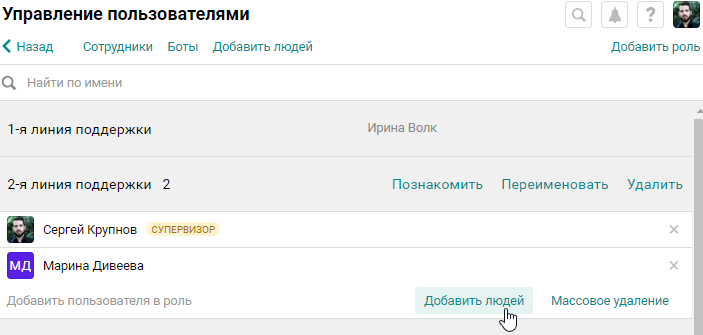 Управление пользователями
?
Назад Сотрудники Боты Добавить людей Добавить роль
Найти по имени
1-я линия поддержки Ирина Волк
2-я линия поддержки 2 Познакомить Переименовать Удалить
Сергей Крупнов СУПЕРВИЗОР
МД Марина Дивеева
Добавить пользователя в роль Добавить людей Массовое удаление